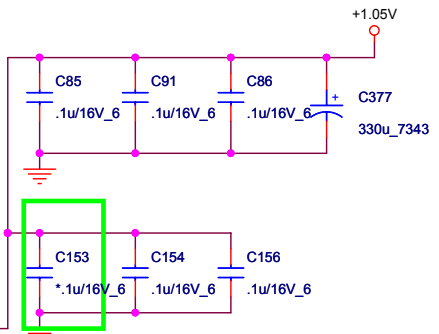 +1.05V
C85
C91
C86
C377
.1u/16V_6
.1u/16V_6
.1u/16V_6
+
330u_7343
C153
C154
C156
*.1u/16V_6
.1u/16V_6
.1u/16V_6